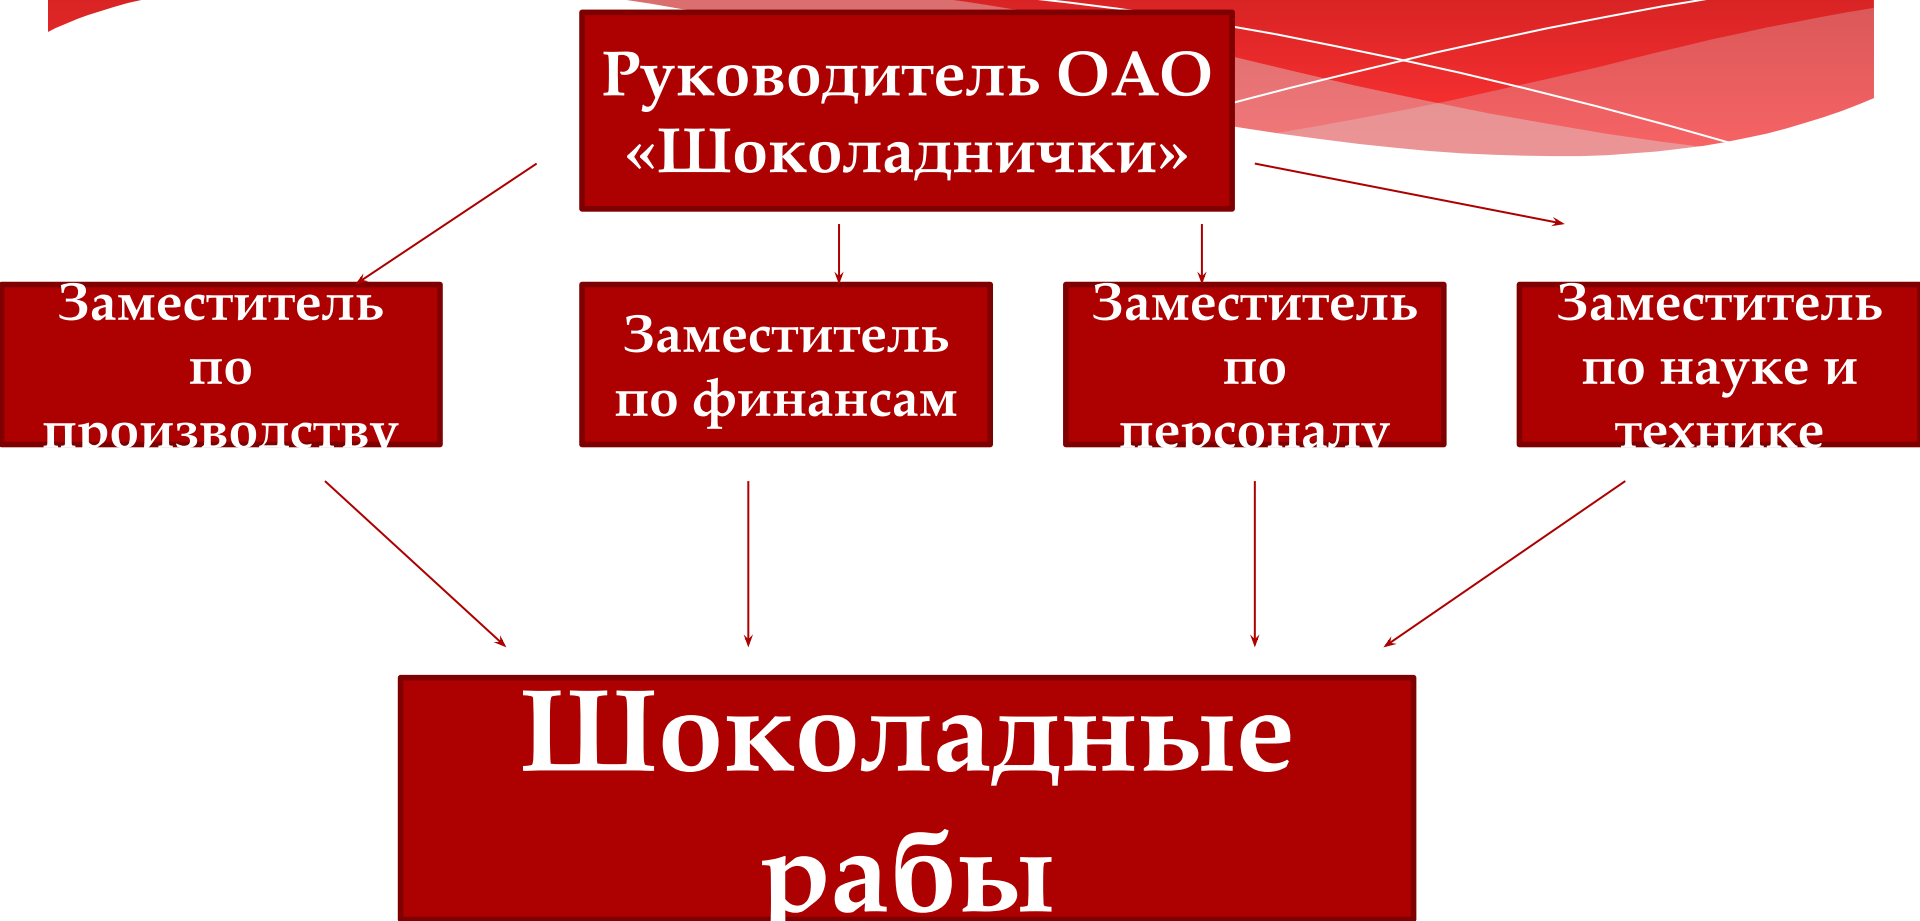 Руководитель ОАО
«Шоколаднички»
Заместитель
по
производству
Заместитель
по финансам
Заместитель
по
персоналу
Заместитель
по науке и
технике
Шоколадные
рабы